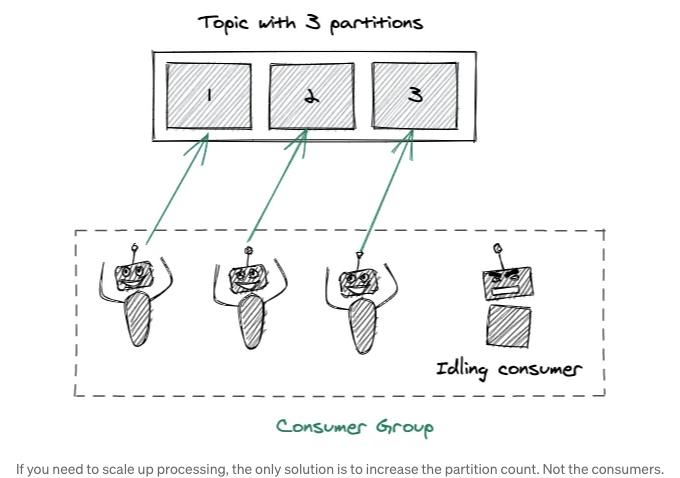 Topic with 3 partitions
1 2 3
Idling consumer
Consumer Group
If you need to scale up processing, the only solution is to increase the partition count. Not the consumers.